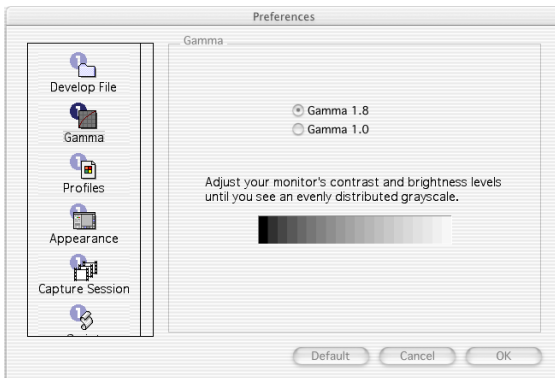 Preferences
Develop File
Gamma
Profiles
Appearance
Capture Session
Gamma
Gamma 1.8
Gamma 1.0
Adjust your monitor's contrast and brightness levels
until you see an evenly distributed grayscale.
Default
Cancel
OK